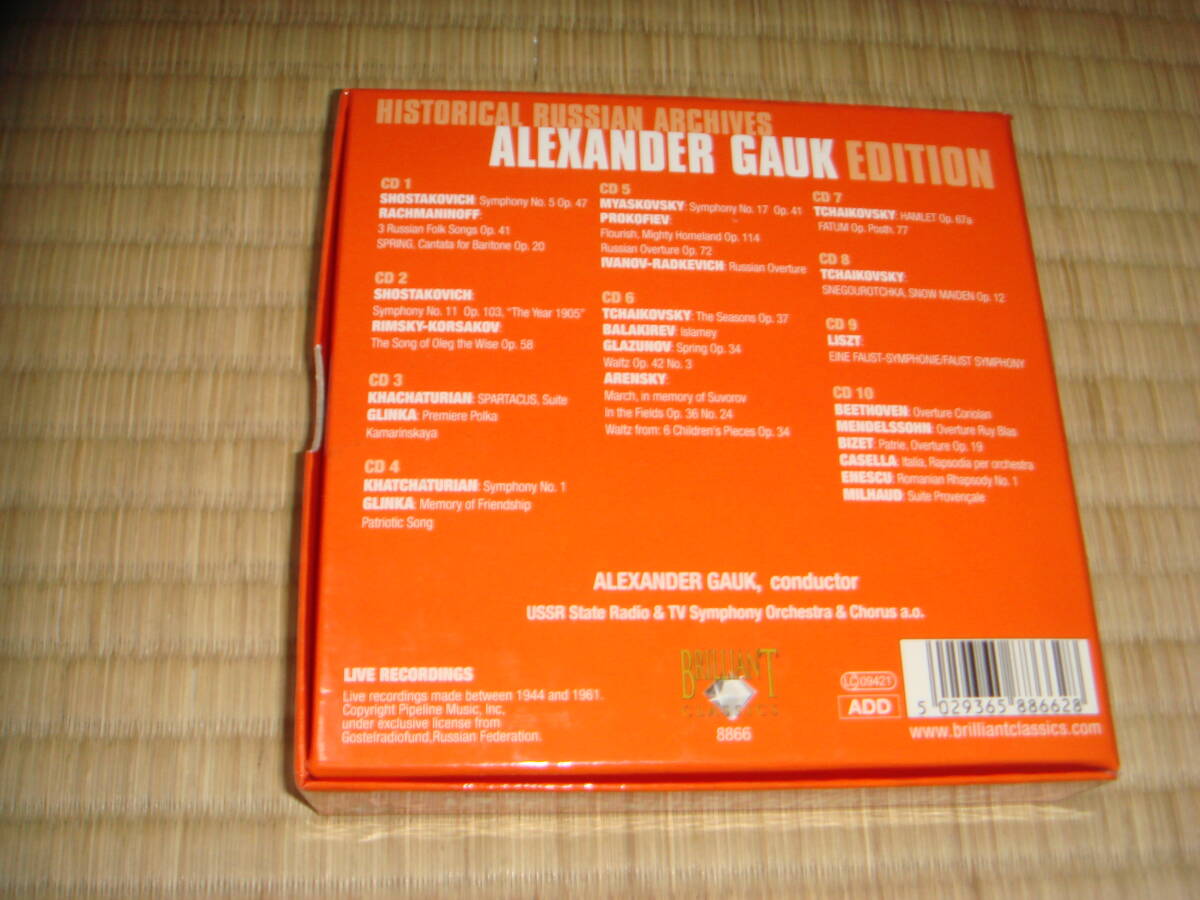 HISTORICAL RUSSIAN ARCHIVES
ALEXANDER GAUK EDITION
CD 1
SHOSTAKOVICH: Symphony No. 5 Op. 47
RACHMANINOFF:
3 Russian Folk Songs Op. 41
SPRING, Cantata for Baritone Op. 20
CD 2
SHOSTAKOVICH:
Symphony No. 11 Op. 103, "The Year 1905"
RIMSKY-KORSAKOV:
The Song of Oleg the Wise Op. 58
CD 3
KHACHATURIAN: SPARTACUS, Suite
GLINKA: Premiere Polka
Kamarinskaya
CD 4
KHATCHATURIAN: Symphony No. 1
GLINKA: Memory of Friendship
Patriotic Song
CD 5
MYASKOVSKY: Symphony No. 17 Op. 41
PROKOFIEV:
Flourish, Mighty Homeland Op. 114
Russian Overture Op. 72
IVANOV-RADKEVICH: Russian Overture
CD 6
TCHAIKOVSKY: The Seasons Op. 37
BALAKIREV: Islamey
GLAZUNOV: Spring Op. 34
Waltz Op. 42 No. 3
ARENSKY:
March, in memory of Suvorov
In the Fields Op. 36 No. 24
Waltz from: 6 Children's Pieces Op. 34
CD 7
TCHAIKOVSKY: HAMLET Op. 67a
FATUM Op. Posth. 77
CD 8
TCHAIKOVSKY:
SNEGOUROTCHKA, SNOW MAIDEN Op. 12
CD 9
LISZT:
EINE FAUST-SYMPHONIE/FAUST SYMPHONY
CD 10
BEETHOVEN: Overture Coriolan
MENDELSSOHN: Overture Ruy Blas
BIZET: Patrie, Overture Op. 19
CASELLA: Italia, Rapsodia per orchestra
ENESCU: Romanian Rhapsody No. 1
MILHAUD: Suite Provençale
ALEXANDER GAUK, conductor
USSR State Radio & TV Symphony Orchestra & Chorus a.o.
LIVE RECORDINGS
Live recordings made between 1944 and 1961.
Copyright Pipeline Music, Inc.
under exclusive license from
Gostelradiofund,Russian Federation.
BRILLIANT
CLASSICS
8866
LC 09421
ADD
5 029365 886628
www.brilliantclassics.com